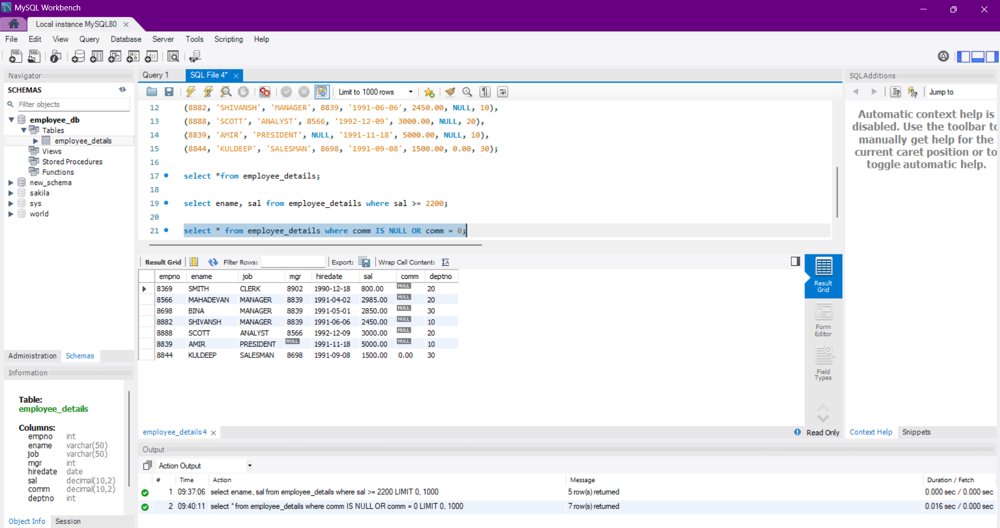 MySQL Workbench
Local instance MySQL80
File Edit View Query Database Server Tools Scripting Help
Navigator
SCHEMAS
Filter objects
employee_db
Tables
employee_details
Views
Stored Procedures
Functions
new_schema
sakila
sys
world
Administration Schemas
Information
Table:
employee_details
Columns:
empno int
ename varchar(50)
job varchar(50)
mgr int
hiredate date
sal decimal(10,2)
comm decimal(10,2)
deptno int
Object Info Session
Query 1 SQL File 4*
Limit to 1000 rows
12 (8882, 'SHIVANSH', 'MANAGER', 8839, '1991-06-06', 2450.00, NULL, 10),
13 (8888, 'SCOTT', 'ANALYST', 8566, '1992-12-09', 3000.00, NULL, 20),
14 (8839, 'AMIR', 'PRESIDENT', NULL, '1991-11-18', 5000.00, NULL, 10),
15 (8844, 'KULDEEP', 'SALESMAN', 8698, '1991-09-08', 1500.00, 0.00, 30);
16
17 select *from employee_details;
18
19 select ename, sal from employee_details where sal >= 2200;
20
21 select * from employee_details where comm IS NULL OR comm = 0;
Result Grid Filter Rows: Export: Wrap Cell Content:
empno ename job mgr hiredate sal comm deptno
8369 SMITH CLERK 8902 1990-12-18 800.00 NULL 20
8566 MAHADEVAN MANAGER 8839 1991-04-02 2985.00 NULL 20
8698 BINA MANAGER 8839 1991-05-01 2850.00 NULL 30
8882 SHIVANSH MANAGER 8839 1991-06-06 2450.00 NULL 10
8888 SCOTT ANALYST 8566 1992-12-09 3000.00 NULL 20
8839 AMIR PRESIDENT NULL 1991-11-18 5000.00 NULL 10
8844 KULDEEP SALESMAN 8698 1991-09-08 1500.00 0.00 30
Result
Grid
Form
Editor
Field
Types
employee_details4
Read Only
SQLAdditions
Jump to
Automatic context help is
disabled. Use the toolbar to
manually get help for the
current caret position or to
toggle automatic help.
Context Help Snippets
Output
Action Output
# Time Action Message Duration / Fetch
1 09:37:06 select ename, sal from employee_details where sal >= 2200 LIMIT 0, 1000 5 row(s) returned 0.000 sec / 0.000 sec
2 09:40:11 select * from employee_details where comm IS NULL OR comm = 0 LIMIT 0, 1000 7 row(s) returned 0.016 sec / 0.000 sec